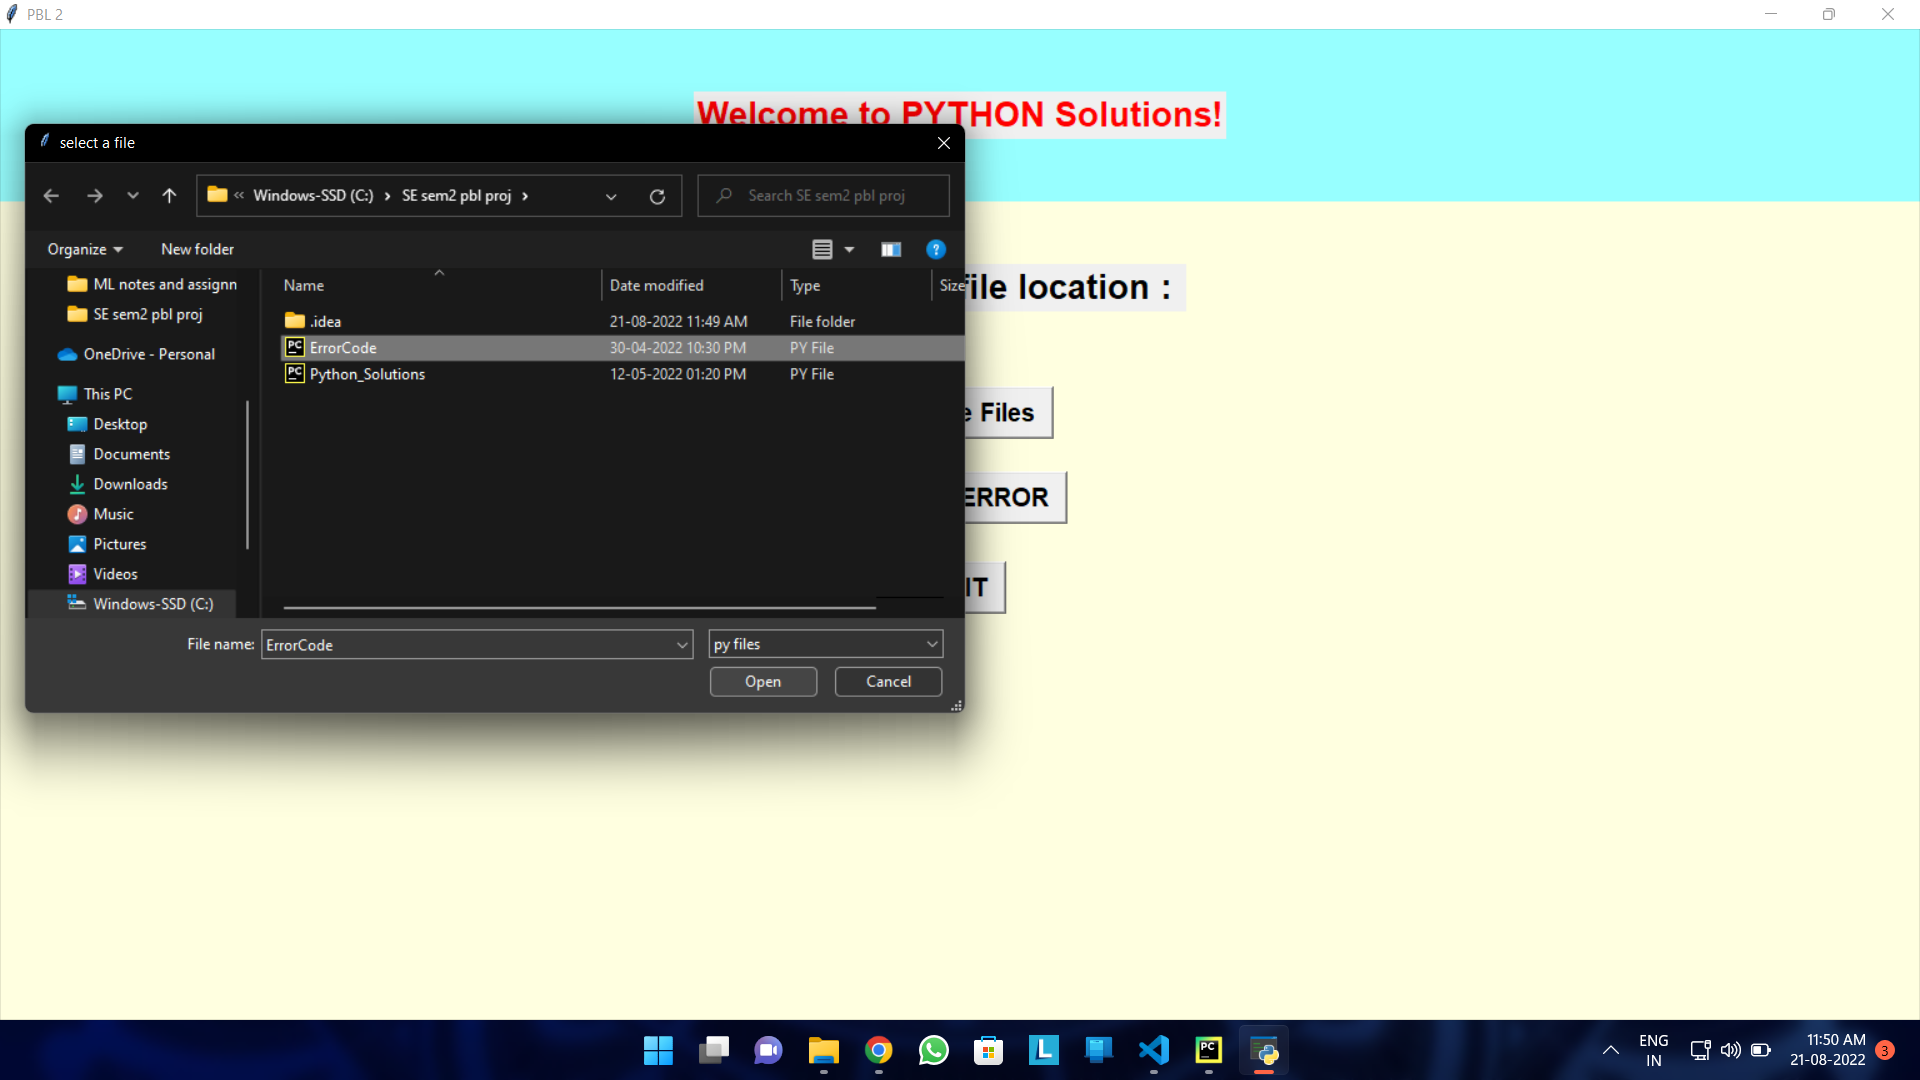 PBL 2
Welcome to PYTHON Solutions!
select a file
Windows-SSD (C:) SE sem2 pbl proj
Search SE sem2 pbl proj
Organize New folder
ML notes and assignn
SE sem2 pbl proj
OneDrive - Personal
This PC
Desktop
Documents
Downloads
Music
Pictures
Videos
Windows-SSD (C:)
Name Date modified Type Size
.idea 21-08-2022 11:49 AM File folder
PC ErrorCode 30-04-2022 10:30 PM PY File
PC Python_Solutions 12-05-2022 01:20 PM PY File
File name: ErrorCode py files
Open Cancel
file location :
e Files
ERROR
IT
L
PC
ENG
IN
11:50 AM
21-08-2022
3